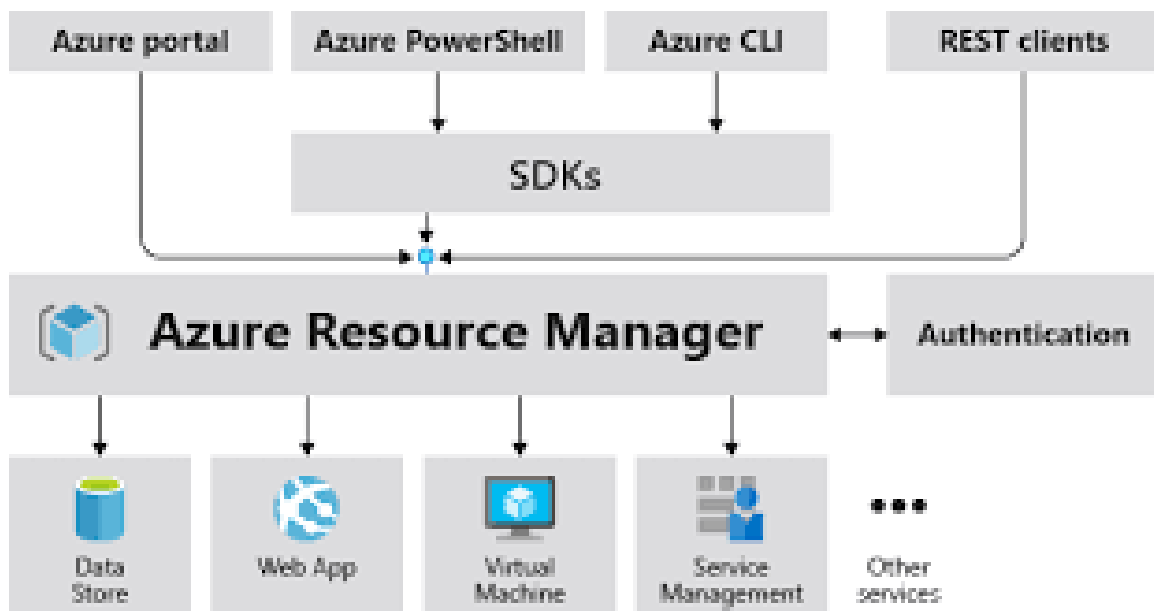 Azure portal
Azure PowerShell
Azure CLI
REST clients
SDKs
Azure Resource Manager
Authentication
Data
Store
Web App
Virtual
Machine
Service
Management
Other
services